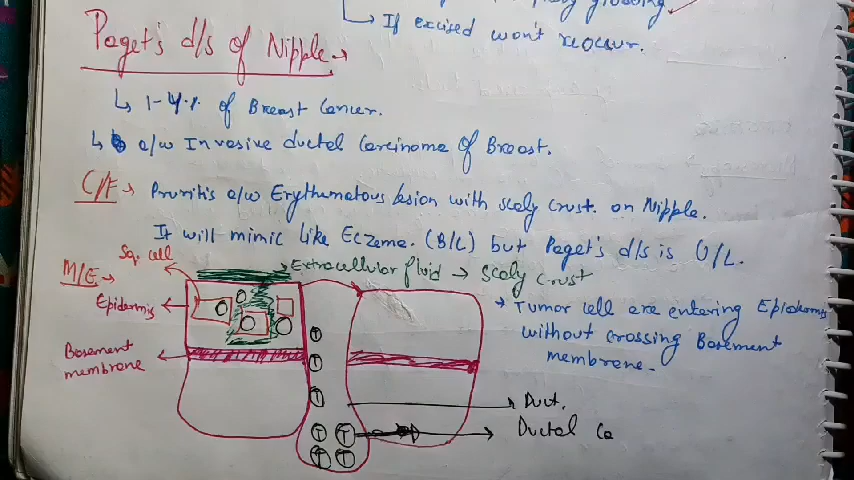 If excised won't reoccur.
Paget's d/s of Nipple →
1-4% of Breast Cancer.
a/w Invasive ductal Carcinoma of Breast.
C/F → Pruritis a/w Erythematous lesion with scaly crust. on Nipple.
It will mimic like Eczema. (B/L) but Paget's d/s is U/L.
Sq. cell
M/E →
Extracellular fluid → scaly crust
Epidermis
Tumor cell are entering Epidermis
without crossing Basement
membrane.
Basement
membrane
Duct.
Ductal Ca
T
T
T
T T
T T